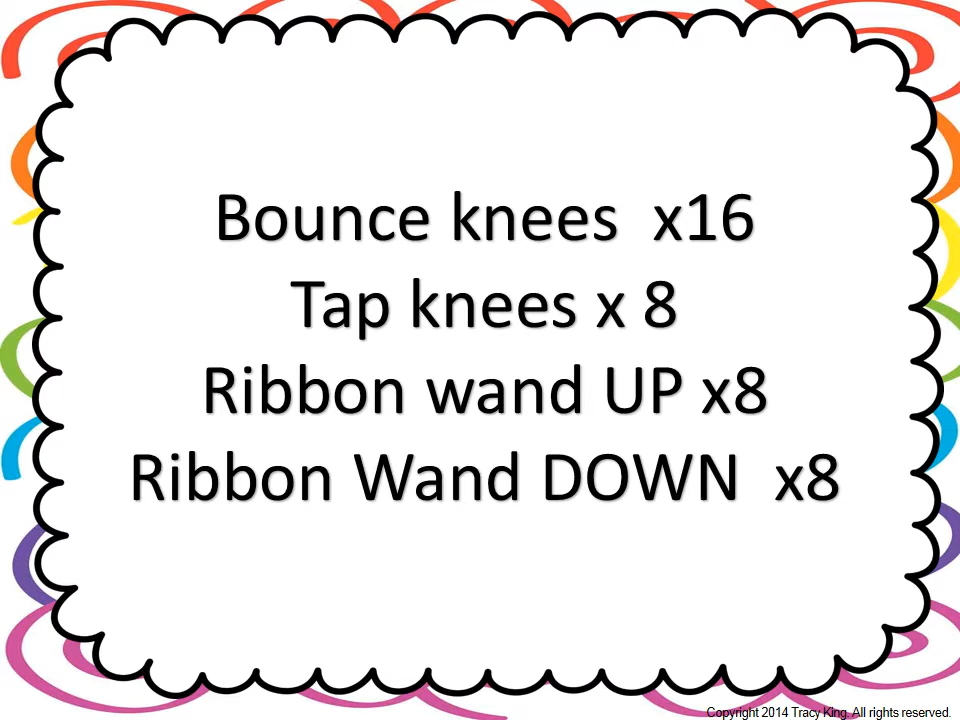 Bounce knees  x16
Tap knees x 8
Ribbon wand UP x8
Ribbon Wand DOWN  x8
Copyright 2014 Tracy King. All rights reserved.